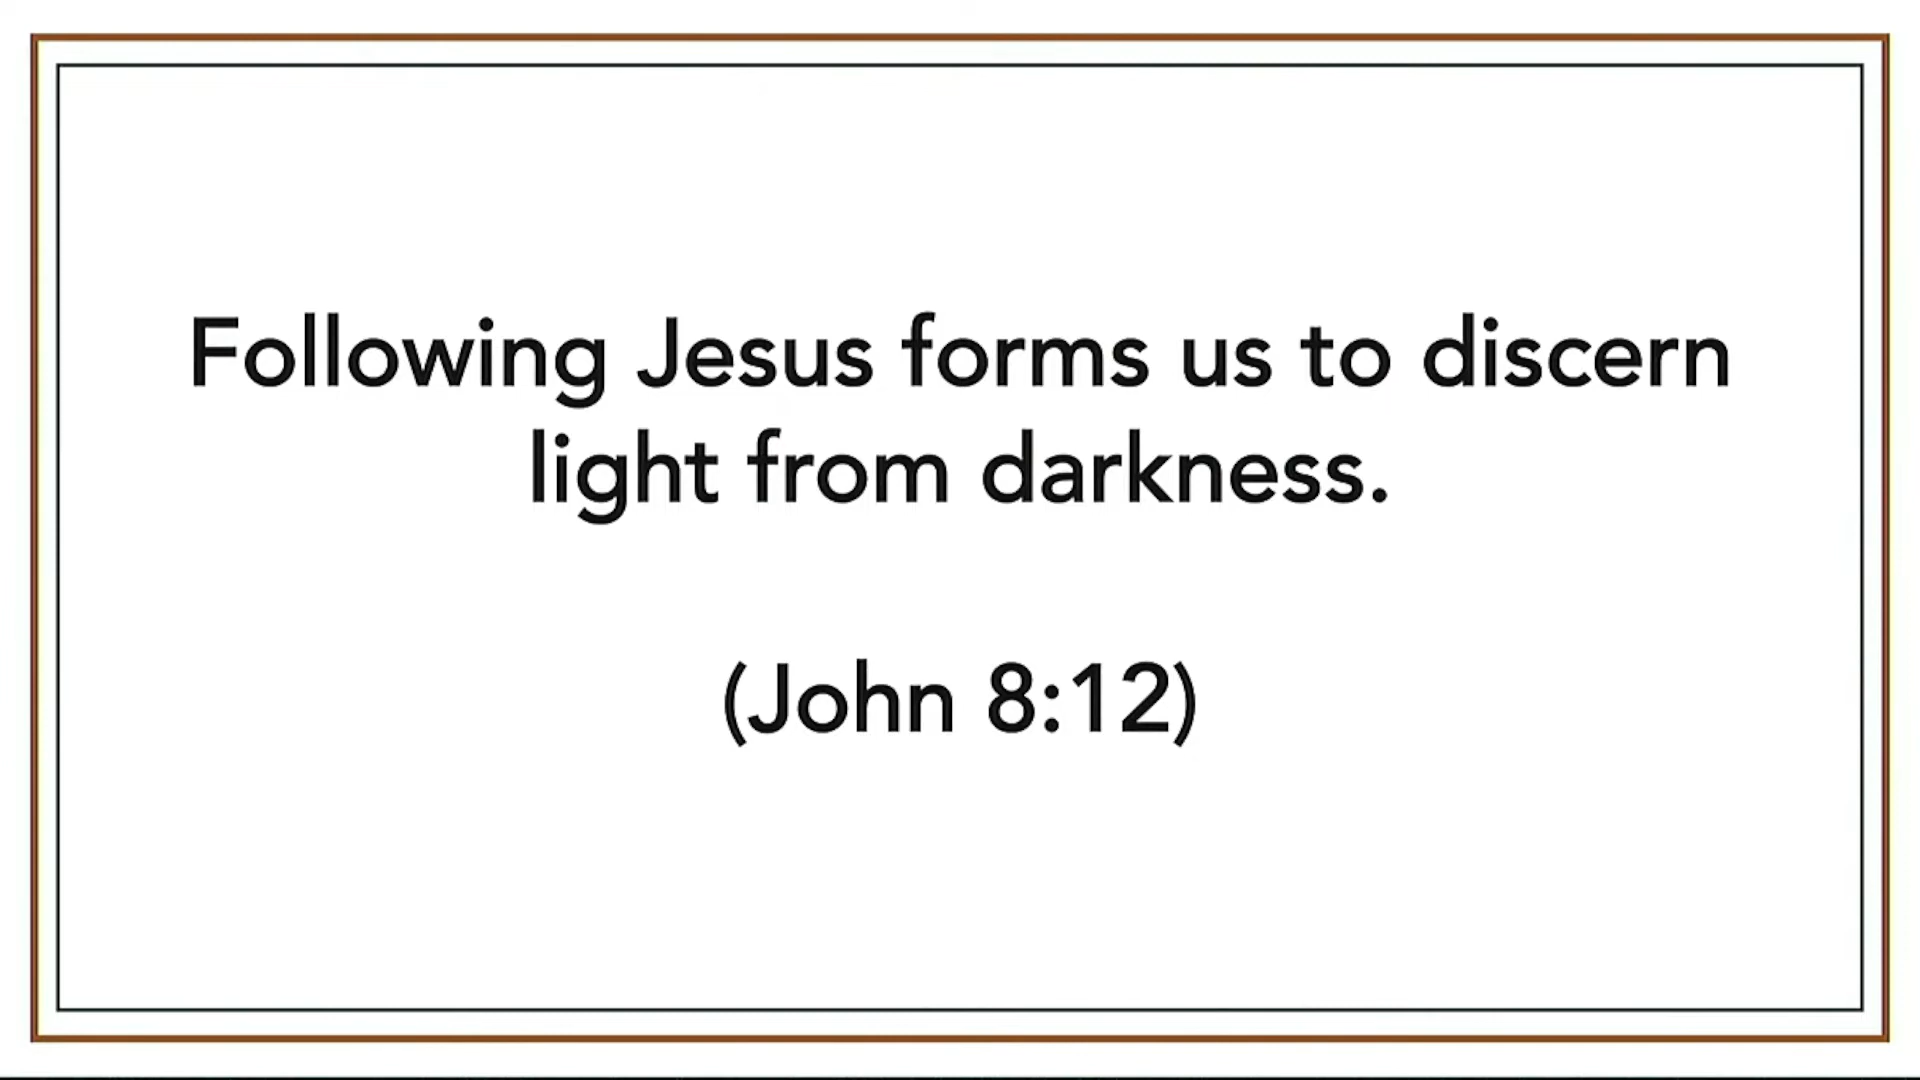 Following Jesus forms us to discern
light from darkness.
(John 8:12)